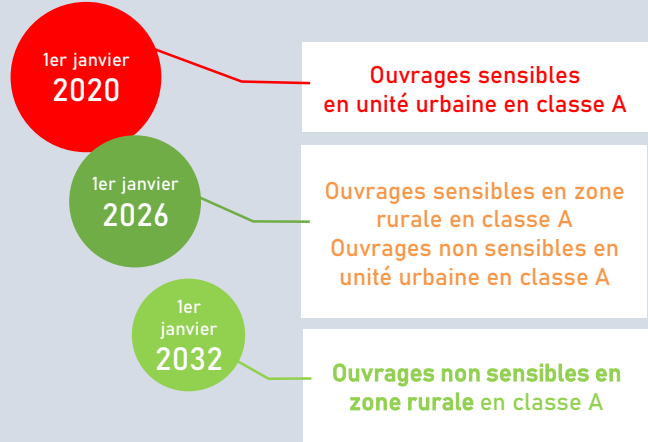 1er janvier
2020
Ouvrages sensibles
en unité urbaine en classe A
1er janvier
2026
Ouvrages sensibles en zone
rurale en classe A
Ouvrages non sensibles en
unité urbaine en classe A
1er
janvier
2032
Ouvrages non sensibles en
zone rurale en classe A